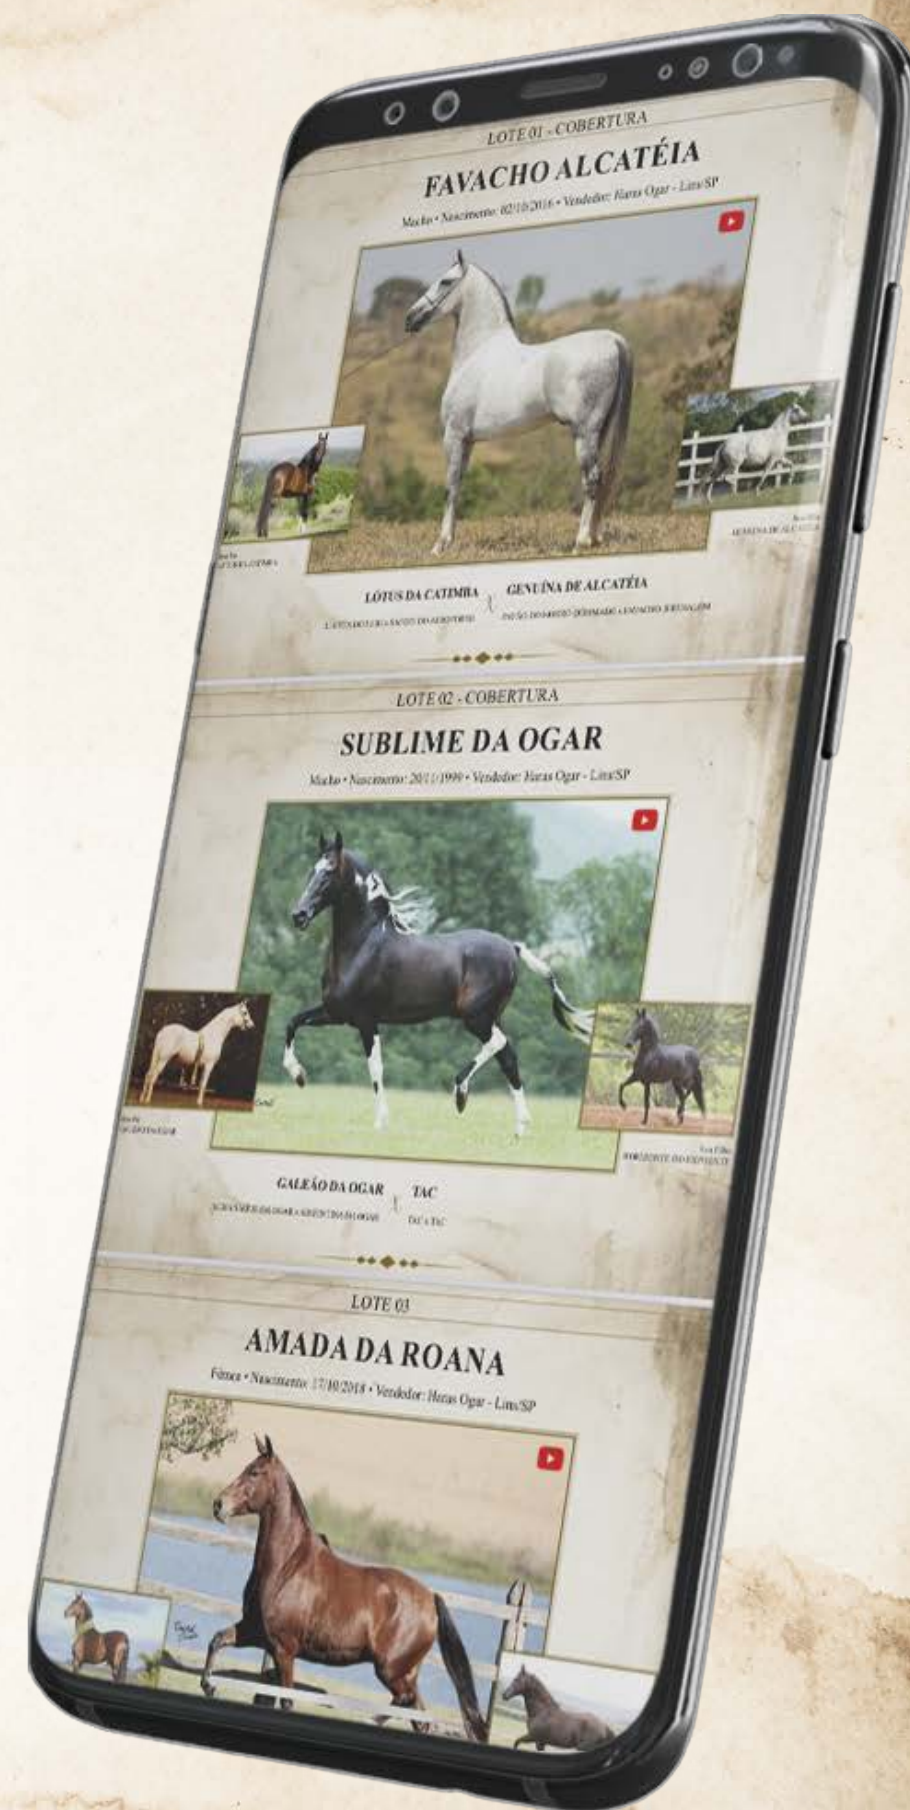 LOTE 01 - COBERTURA
FAVACHO ALCATÉIA
Macho • Nascimento: 02/10/2016 • Vendedor: Haras Ogar - Lins/SP
LÓTUS DA CATIMBA
GENUÍNA DE ALCATÉIA
LOTE 02 - COBERTURA
SUBLIME DA OGAR
Macho • Nascimento: 20/11/1999 • Vendedor: Haras Ogar - Lins/SP
GALEÃO DA OGAR
TAC
TAC x TAC
LOTE 03
AMADA DA ROANA
Fêmea • Nascimento: 17/10/2018 • Vendedor: Haras Ogar - Lins/SP